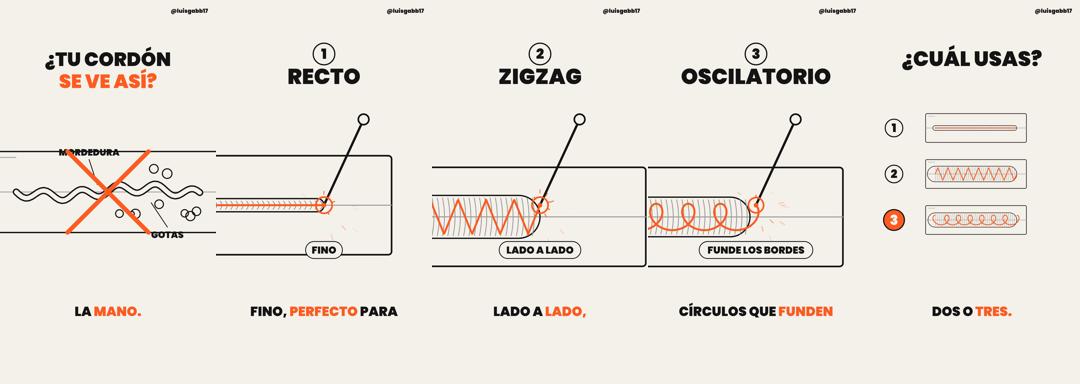 @luisgabb17
¿TU CORDÓN
SE VE ASÍ?
MORDEDURA
GOTAS
LA MANO.
@luisgabb17
1
RECTO
FINO
FINO, PERFECTO PARA
@luisgabb17
2
ZIGZAG
LADO A LADO
LADO A LADO,
@luisgabb17
3
OSCILATORIO
FUNDE LOS BORDES
CÍRCULOS QUE FUNDEN
@luisgabb17
¿CUÁL USAS?
1
2
3
DOS O TRES.